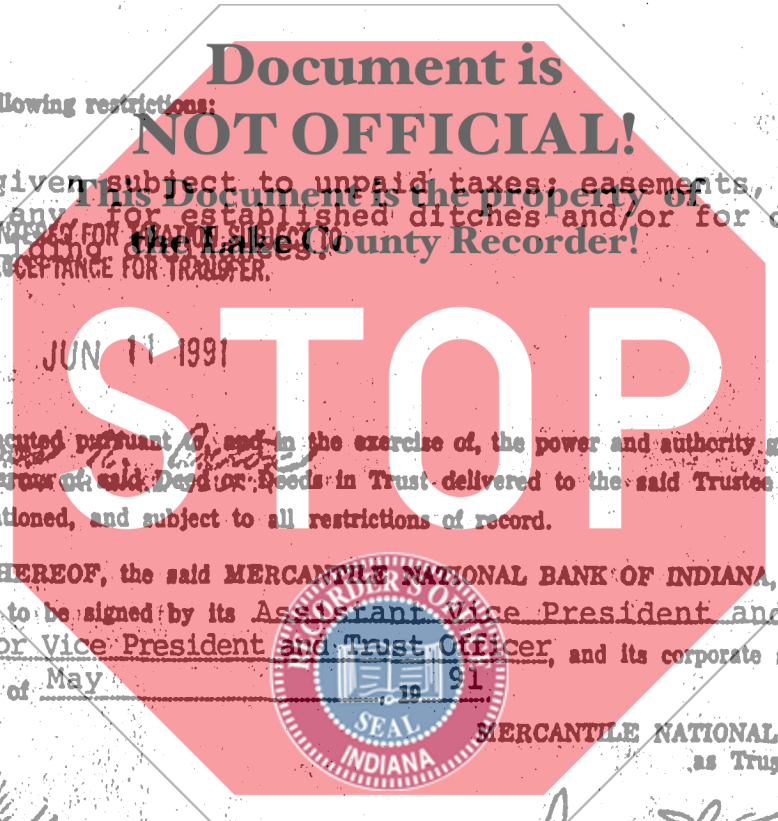 Document is
llowing restrictions:
NOT OFFICIAL!
given subject to unpaid taxes; easements,
This Document is the property of
any, for established ditches and/or for
FOR
the Lake County Recorder!
CEPTANCE FOR TRANSFER.
JUN 11 1991
STOP
cuted pursuant to, and in the exercise of, the power and authority g
of said Deed or Deeds in Trust delivered to the said Trustee
tioned, and subject to all restrictions of record.
HEREOF, the said MERCANTILE NATIONAL BANK OF INDIANA,
to be signed by its Assistant Vice President and
or Vice President and Trust Officer, and its corporate
of May , 19 91
RECORDER'S OFFICE
SEAL
INDIANA
MERCANTILE NATIONAL
as Trus